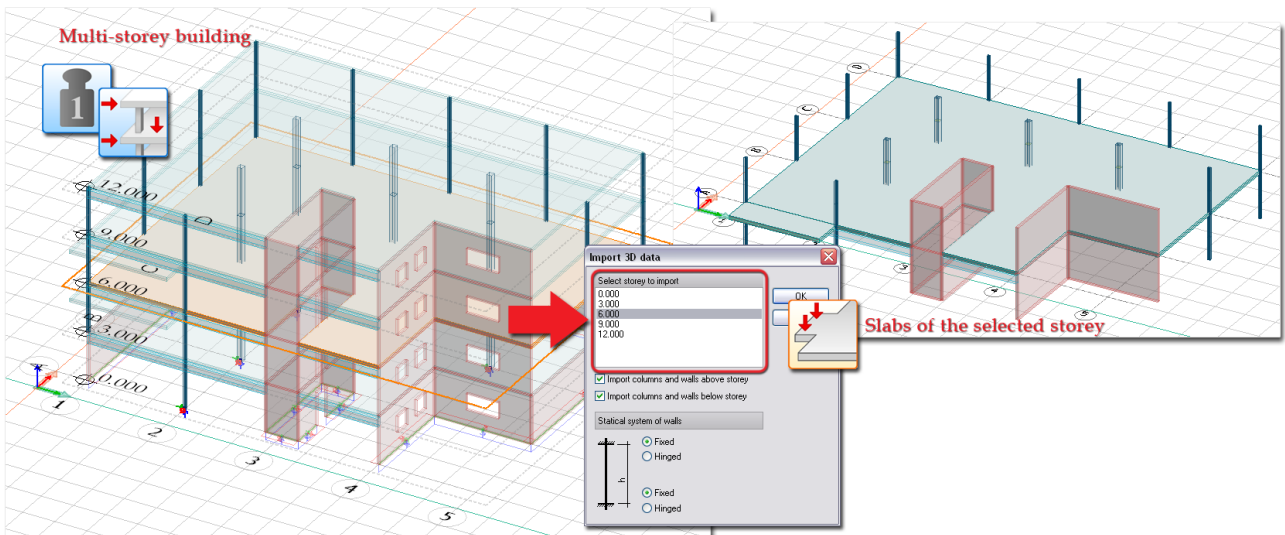 Multi-storey building
1
12.000
D
9.000
C
6.000
B
3.000
A
0.000
1
2
3
4
5
Import 3D data
Select storey to import
0.000
3.000
6.000
9.000
12.000
OK
Import columns and walls above storey
Import columns and walls below storey
Statical system of walls
Fixed
Hinged
h
Fixed
Hinged
D
C
B
A
1
3
4
5
Slabs of the selected storey